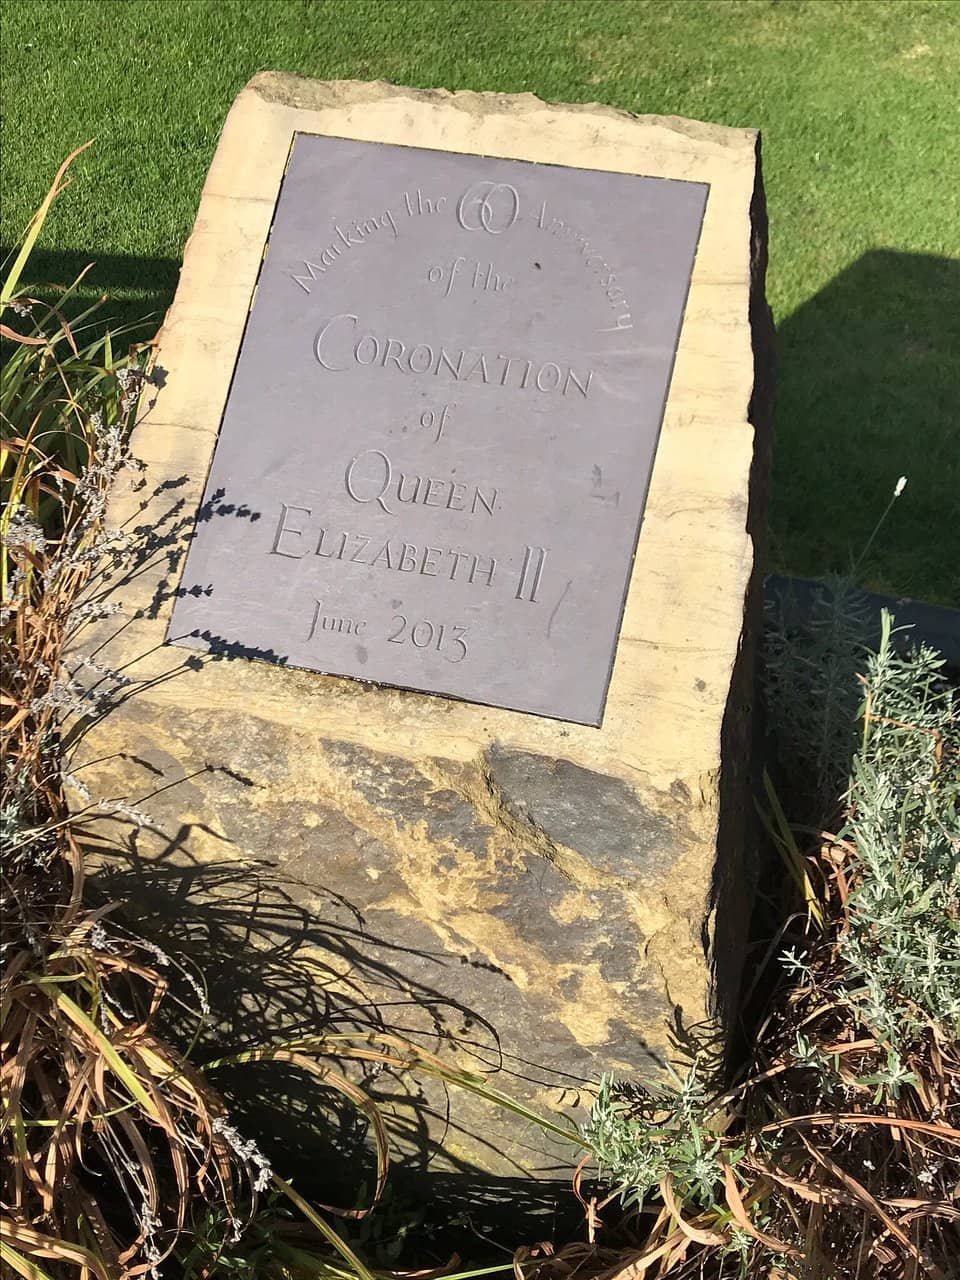 Marking the 60 Anniversary
of the
CORONATION
of
QUEEN
ELIZABETH II
June 2013